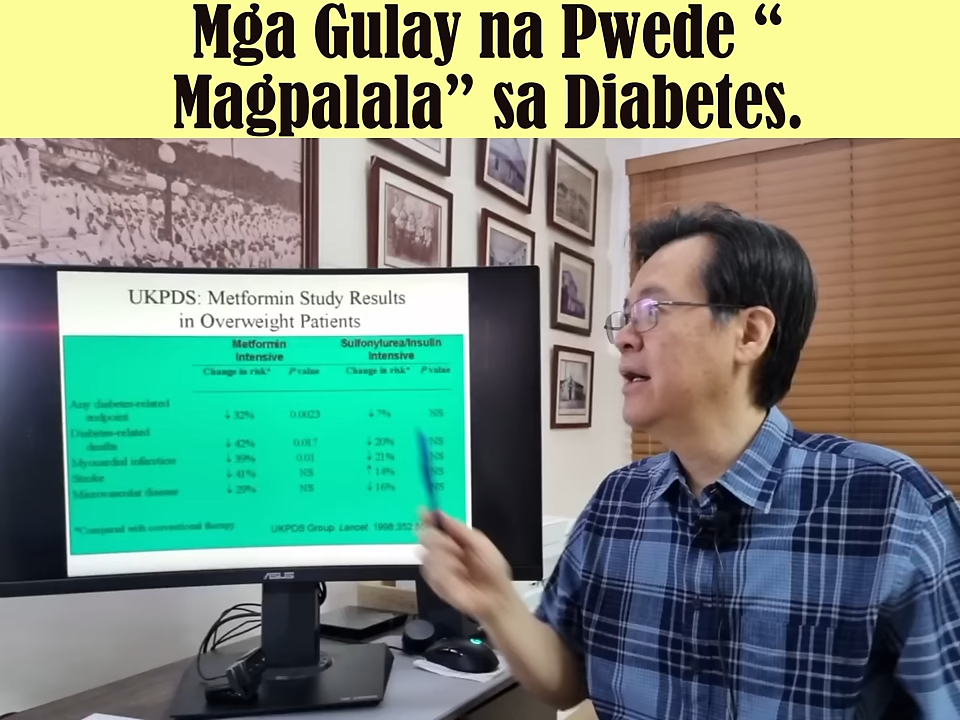 Mga Gulay na Pwede “
Magpalala” sa Diabetes.
UKPDS: Metformin Study Results
in Overweight Patients
Metformin Sulfonylurea/Insulin
Intensive Intensive
Change in risk* P value Change in risk* P value
Any diabetes-related
endpoint ↓ 32% 0.0023 ↓ 7% NS
Diabetes-related
deaths ↓ 42% 0.017 ↓ 20% NS
Myocardial infarction ↓ 39% 0.01 ↓ 21% NS
Stroke ↓ 41% NS ↑ 14% NS
Microvascular disease ↓ 29% NS ↓ 16% NS
*Compared with conventional therapy UKPDS Group. Lancet. 1998;352:
ASUS